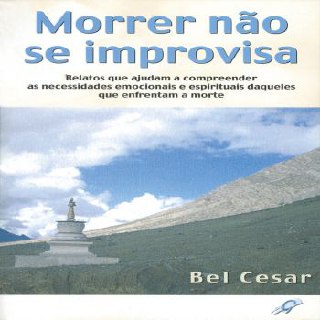 Morrer não
se improvisa
Relatos que ajudam a compreender
as necessidades emocionais e espirituais daqueles
que enfrentam a morte
Bel Cesar